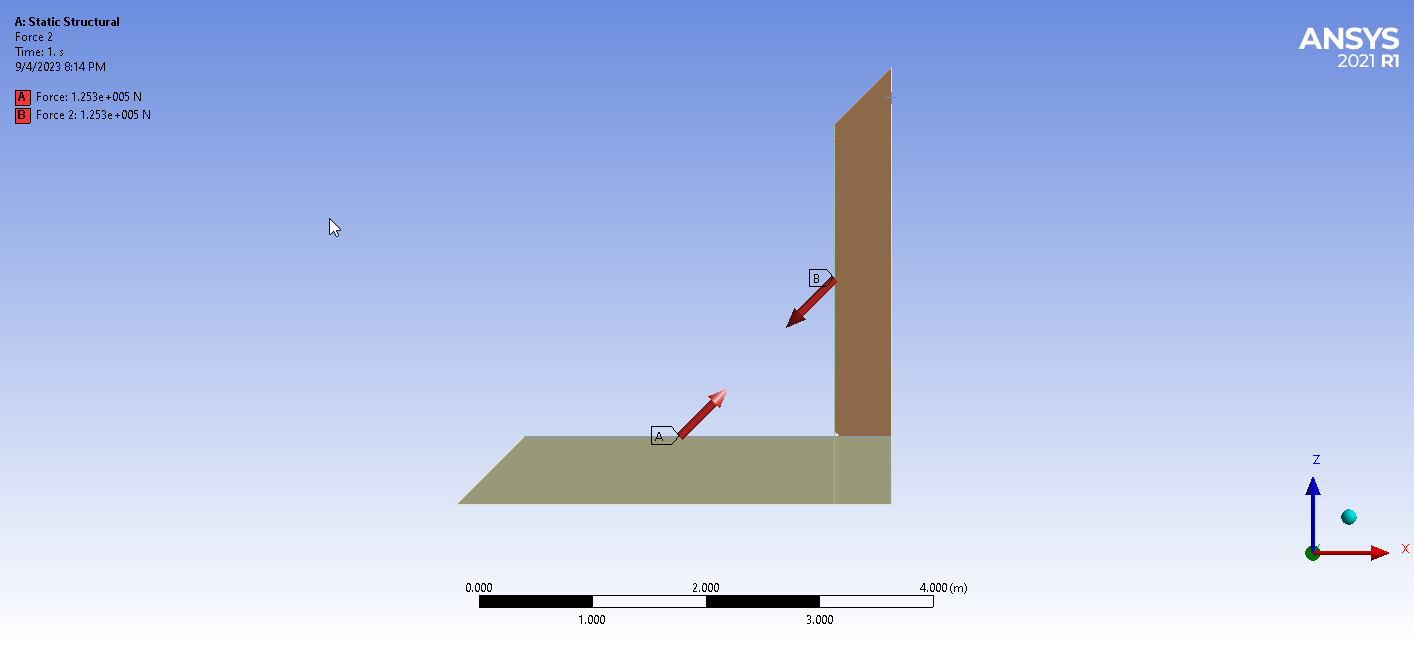 A: Static Structural
Force 2
Time: 1. s
9/4/2023 8:14 PM
A Force: 1.253e+005 N
B Force 2: 1.253e+005 N
ANSYS
2021 R1
B
A
Z
X
0.000 2.000 4.000 (m)
1.000 3.000